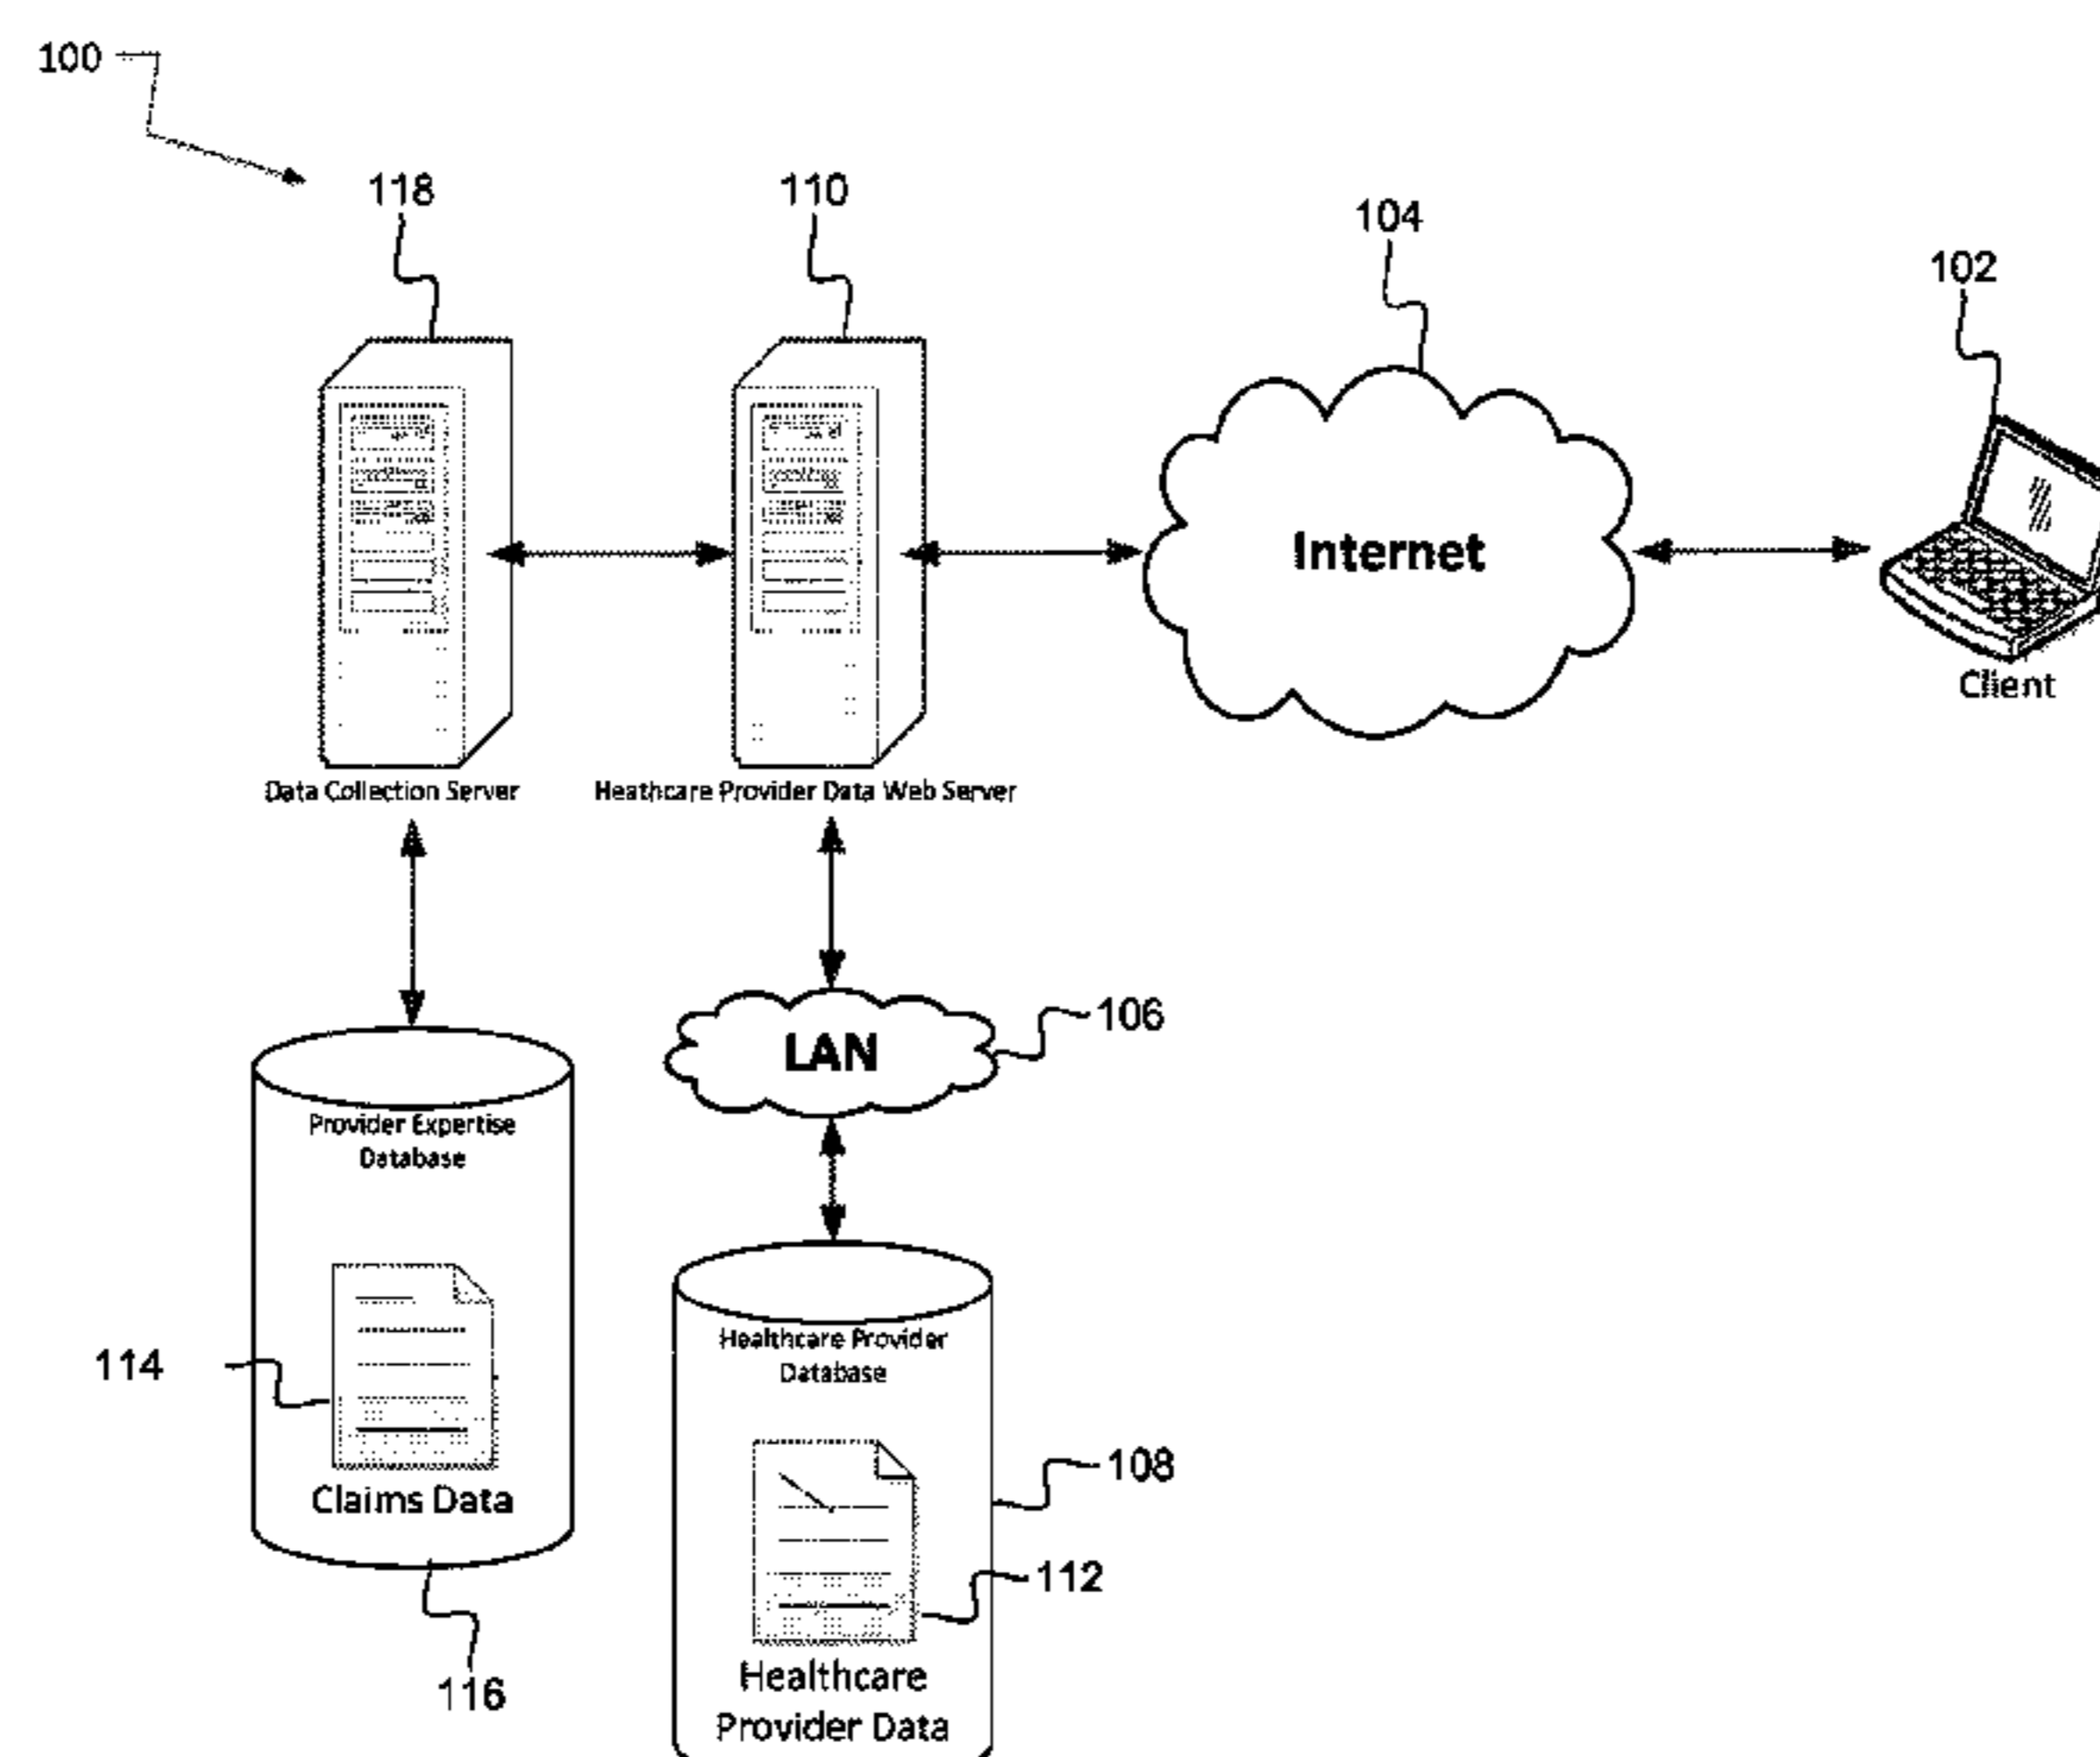 100
118
110
104
102
Internet
Client
Data Collection Server
Heathcare Provider Data Web Server
106
LAN
Provider Expertise
Database
Healthcare Provider
Database
114
Claims Data
108
112
116
Healthcare
Provider Data